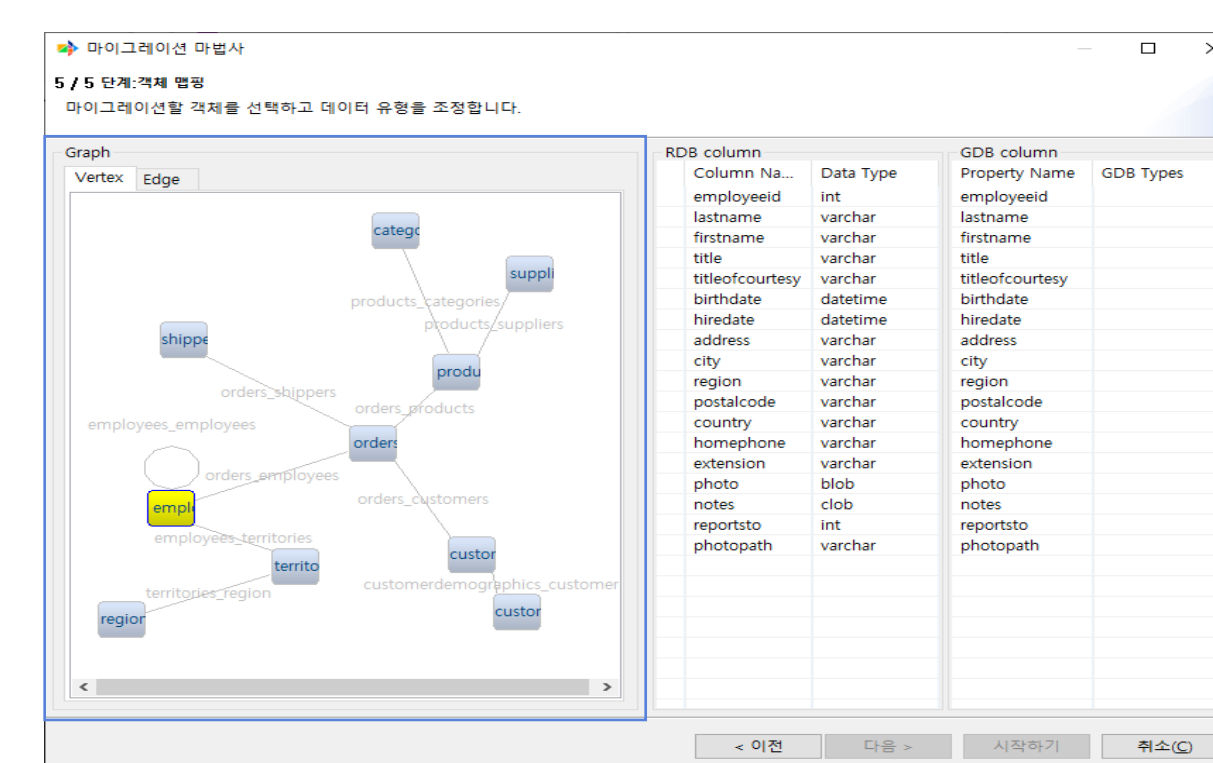 마이그레이션 마법사
5 / 5 단계:객체 맵핑
마이그레이션할 객체를 선택하고 데이터 유형을 조정합니다.
Graph
Vertex Edge
catego
suppli
products_categories
products_suppliers
shippe
produ
orders_shippers
orders_products
employees_employees
orders
orders_employees
orders_customers
emplo
employees_territories
custor
territo
customerdemographics_customer
territories_region
custor
region
RDB column
Column Na... Data Type
employeeid int
lastname varchar
firstname varchar
title varchar
titleofcourtesy varchar
birthdate datetime
hiredate datetime
address varchar
city varchar
region varchar
postalcode varchar
country varchar
homephone varchar
extension varchar
photo blob
notes clob
reportsto int
photopath varchar
GDB column
Property Name GDB Types
employeeid
lastname
firstname
title
titleofcourtesy
birthdate
hiredate
address
city
region
postalcode
country
homephone
extension
photo
notes
reportsto
photopath
< 이전 다음 > 시작하기 취소(C)